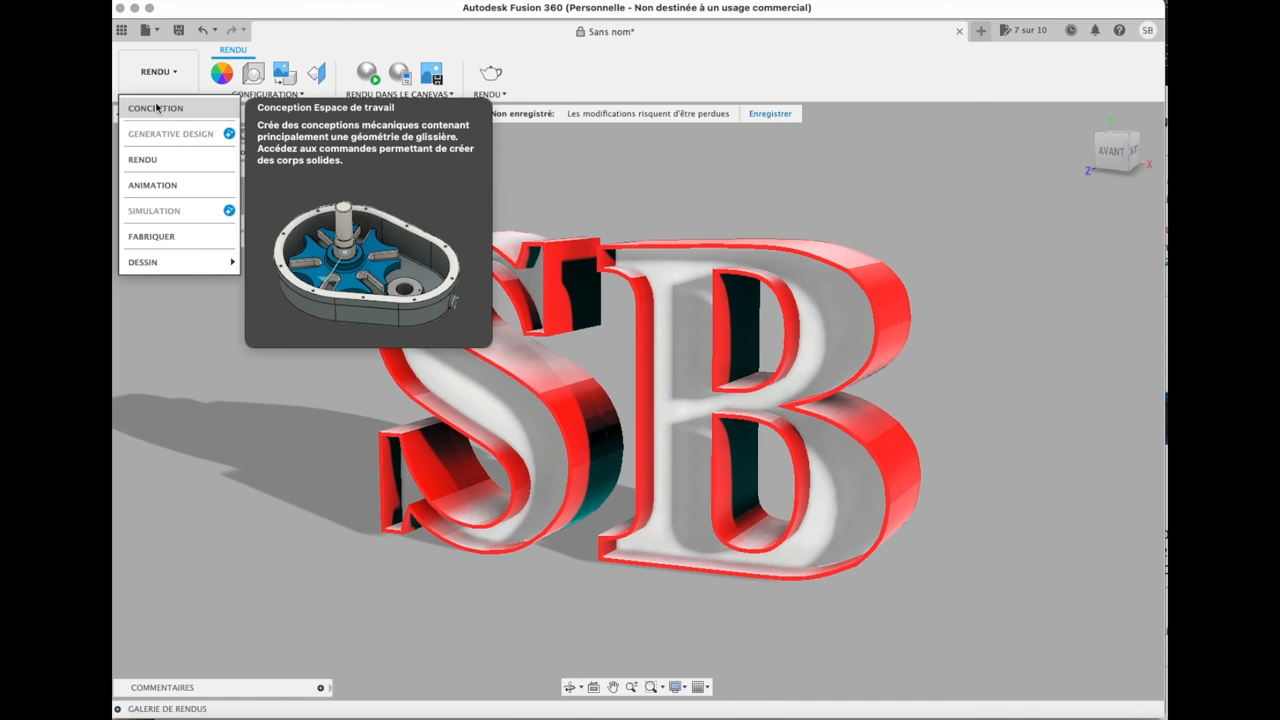 Autodesk Fusion 360 (Personnelle - Non destinée à un usage commercial)
Sans nom*
7 sur 10
SB
RENDU
RENDU
CONFIGURATION
RENDU DANS LE CANEVAS
RENDU
CONCEPTION
GENERATIVE DESIGN
RENDU
ANIMATION
SIMULATION
FABRIQUER
DESSIN
Conception Espace de travail
Crée des conceptions mécaniques contenant
principalement une géométrie de glissière.
Accédez aux commandes permettant de créer
des corps solides.
Non enregistré: Les modifications risquent d'être perdues Enregistrer
AVANT
Z
X
SB
COMMENTAIRES
GALERIE DE RENDUS